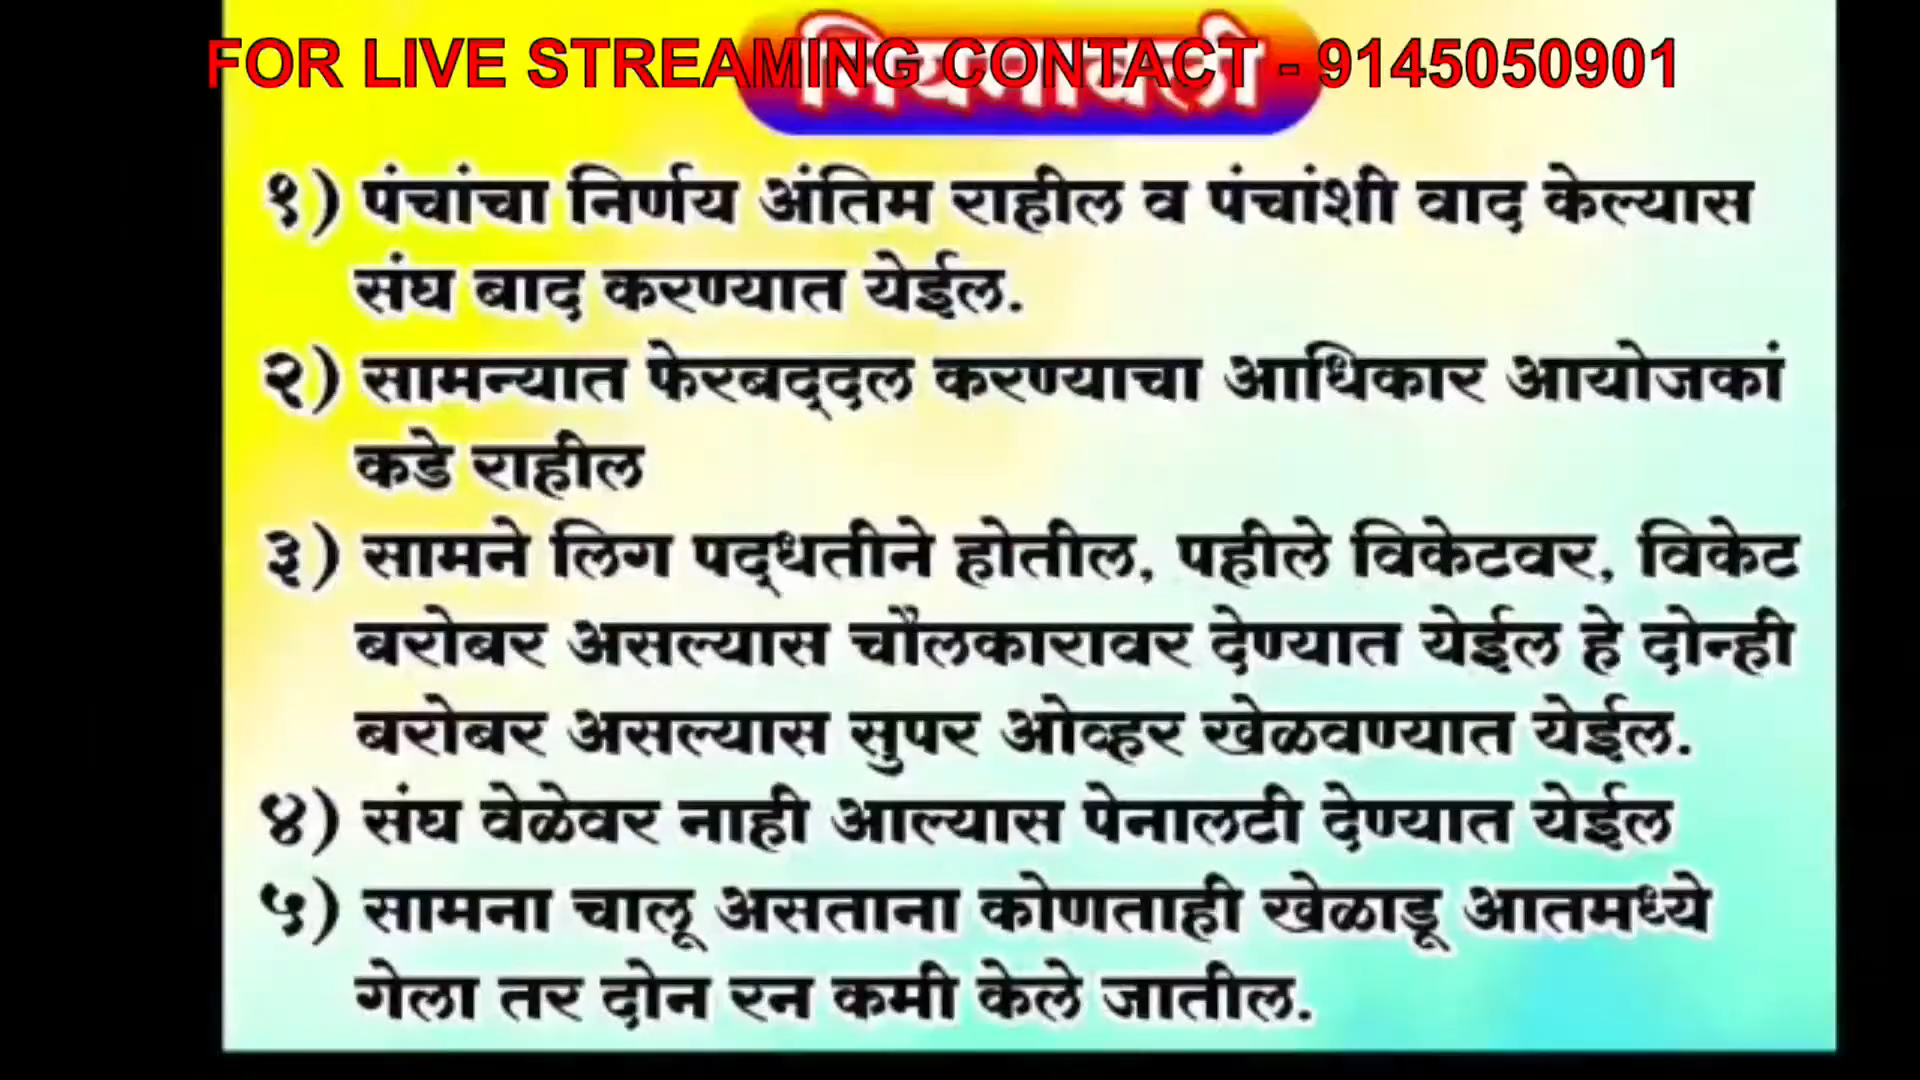 FOR LIVE STREAMING CONTACT - 9145050901
नियमावली
१) पंचांचा निर्णय अंतिम राहील व पंचांशी वाद केल्यास
संघ बाद करण्यात येईल.
२) सामन्यात फेरबद्दल करण्याचा आधिकार आयोजकां
कडे राहील
३) सामने लिग पद्धतीने होतील, पहीले विकेटवर, विकेट
बरोबर असल्यास चौलकारावर देण्यात येईल हे दोन्ही
बरोबर असल्यास सुपर ओव्हर खेळवण्यात येईल.
४) संघ वेळेवर नाही आल्यास पेनालटी देण्यात येईल
५) सामना चालू असताना कोणताही खेळाडू आतमध्ये
गेला तर दोन रन कमी केले जातील.